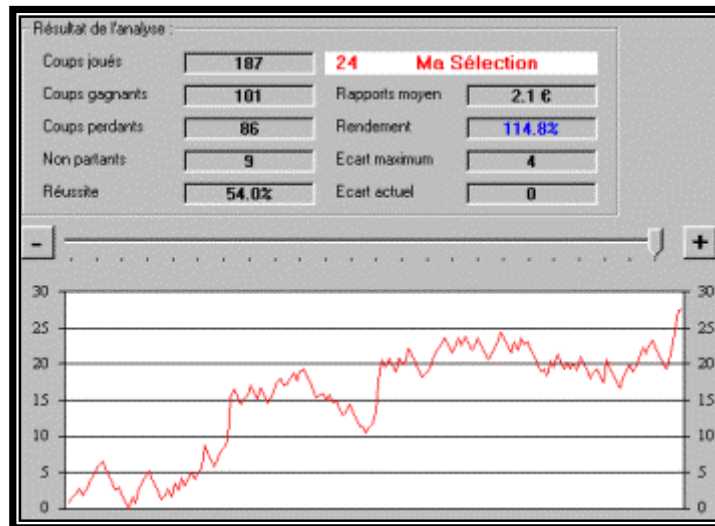 Résultat de l'analyse :
Coups joués 187 24 Ma Sélection
Coups gagnants 101 Rapports moyen 2.1 €
Coups perdants 86 Rendement 114.8%
Non partants 9 Ecart maximum 4
Réussite 54.0% Ecart actuel 0
- +
30 30
25 25
20 20
15 15
10 10
5 5
0 0